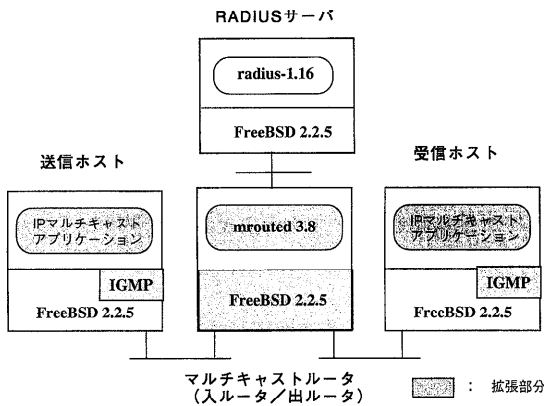 RADIUSサーバ
radius-1.16
FreeBSD 2.2.5
送信ホスト
受信ホスト
IPマルチキャスト
アプリケーション
mrouted 3.8
IPマルチキャスト
アプリケーション
IGMP
FreeBSD 2.2.5
FreeBSD 2.2.5
IGMP
FreeBSD 2.2.5
マルチキャストルータ
(入ルータ/出ルータ)
: 拡張部分